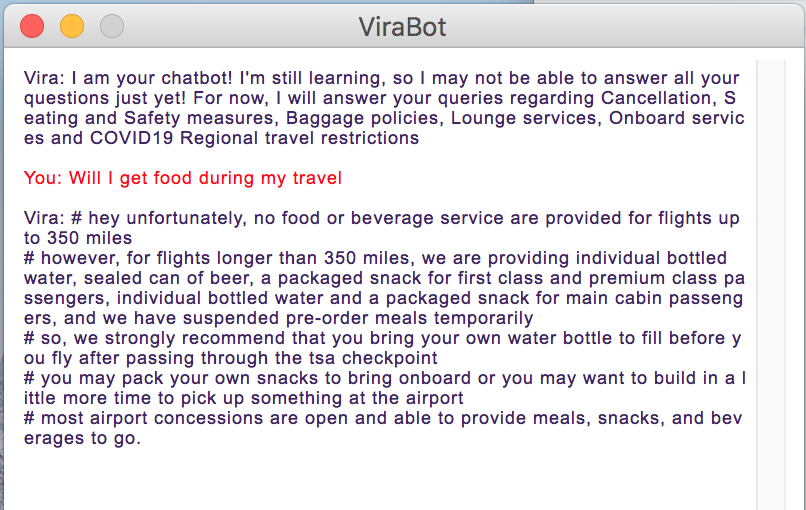 ViraBot
Vira: I am your chatbot! I'm still learning, so I may not be able to answer all your
questions just yet! For now, I will answer your queries regarding Cancellation, S
eating and Safety measures, Baggage policies, Lounge services, Onboard servic
es and COVID19 Regional travel restrictions
You: Will I get food during my travel
Vira: # hey unfortunately, no food or beverage service are provided for flights up
to 350 miles
# however, for flights longer than 350 miles, we are providing individual bottled
water, sealed can of beer, a packaged snack for first class and premium class pa
ssengers, individual bottled water and a packaged snack for main cabin passeng
ers, and we have suspended pre-order meals temporarily
# so, we strongly recommend that you bring your own water bottle to fill before y
ou fly after passing through the tsa checkpoint
# you may pack your own snacks to bring onboard or you may want to build in a l
ittle more time to pick up something at the airport
# most airport concessions are open and able to provide meals, snacks, and bev
erages to go.